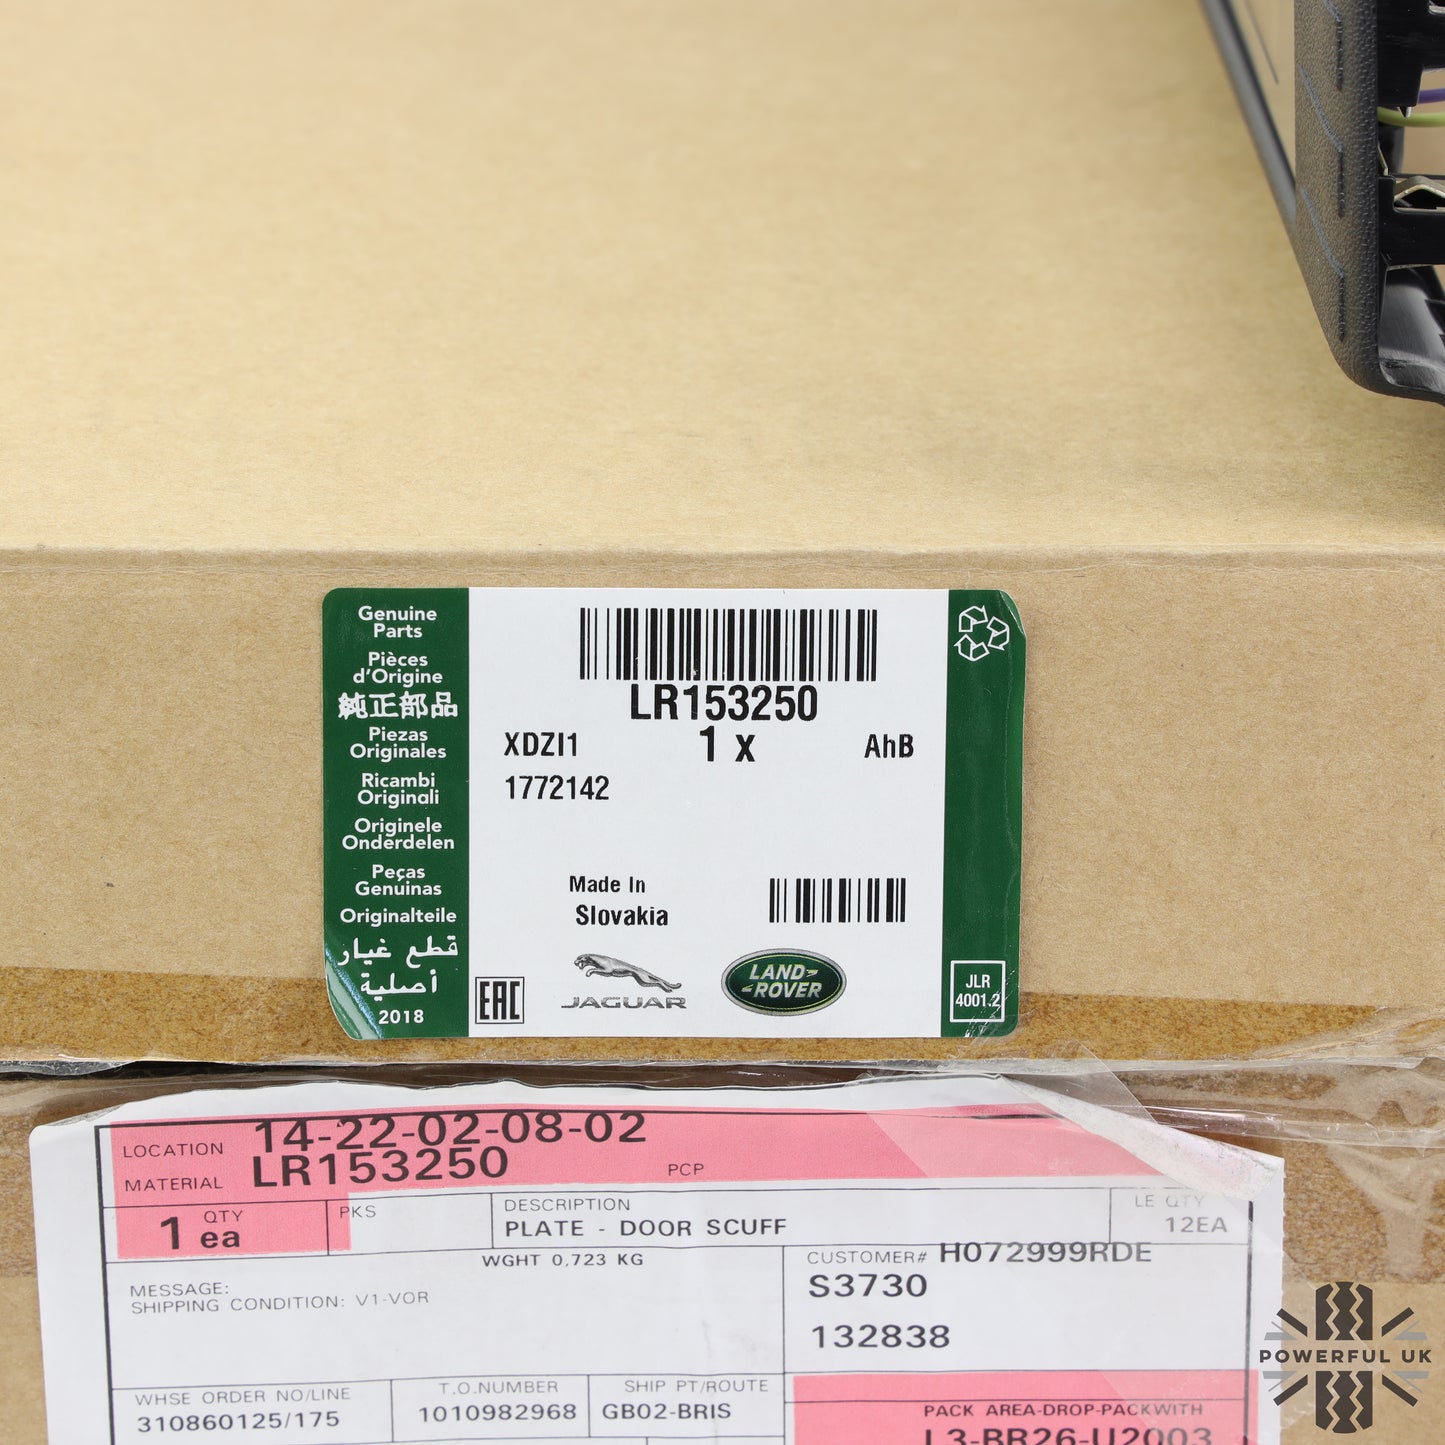 Genuine
Parts
Pièces
d'Origine
純正部品
Piezas
Originales
Ricambi
Originali
Originele
Onderdelen
Peças
Genuinas
Originalteile
قطع غيار
أصلية
2018
LR153250
XDZI1 1 x AhB
1772142
Made In
Slovakia
EAC
JAGUAR
LAND-
-ROVER
JLR
4001.2
LOCATION 14-22-02-08-02
MATERIAL LR153250 PCP
QTY
1 ea
PKS
DESCRIPTION
PLATE - DOOR SCUFF
LE QTY
12EA
WGHT 0,723 KG
MESSAGE:
SHIPPING CONDITION: V1-VOR
CUSTOMER# H072999RDE
S3730
132838
WHSE ORDER NO/LINE
310860125/175
T.O.NUMBER
1010982968
SHIP PT/ROUTE
GB02-BRIS
PACK AREA-DROP-PACKWITH
L3-BR26-U2003
POWERFUL UK